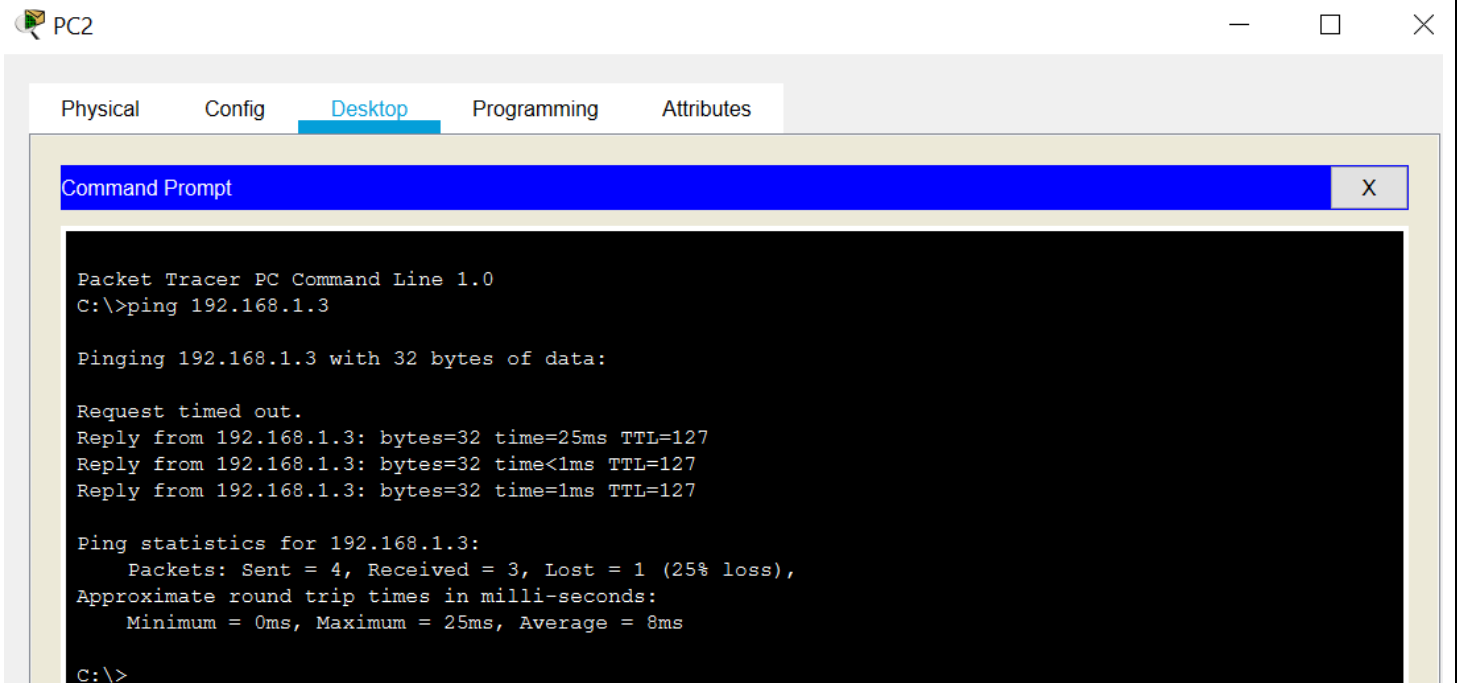 PC2
Physical Config Desktop Programming Attributes
Command Prompt X
Packet Tracer PC Command Line 1.0
C:\>ping 192.168.1.3
Pinging 192.168.1.3 with 32 bytes of data:
Request timed out.
Reply from 192.168.1.3: bytes=32 time=25ms TTL=127
Reply from 192.168.1.3: bytes=32 time<1ms TTL=127
Reply from 192.168.1.3: bytes=32 time=1ms TTL=127
Ping statistics for 192.168.1.3:
Packets: Sent = 4, Received = 3, Lost = 1 (25% loss),
Approximate round trip times in milli-seconds:
Minimum = 0ms, Maximum = 25ms, Average = 8ms
C:\>